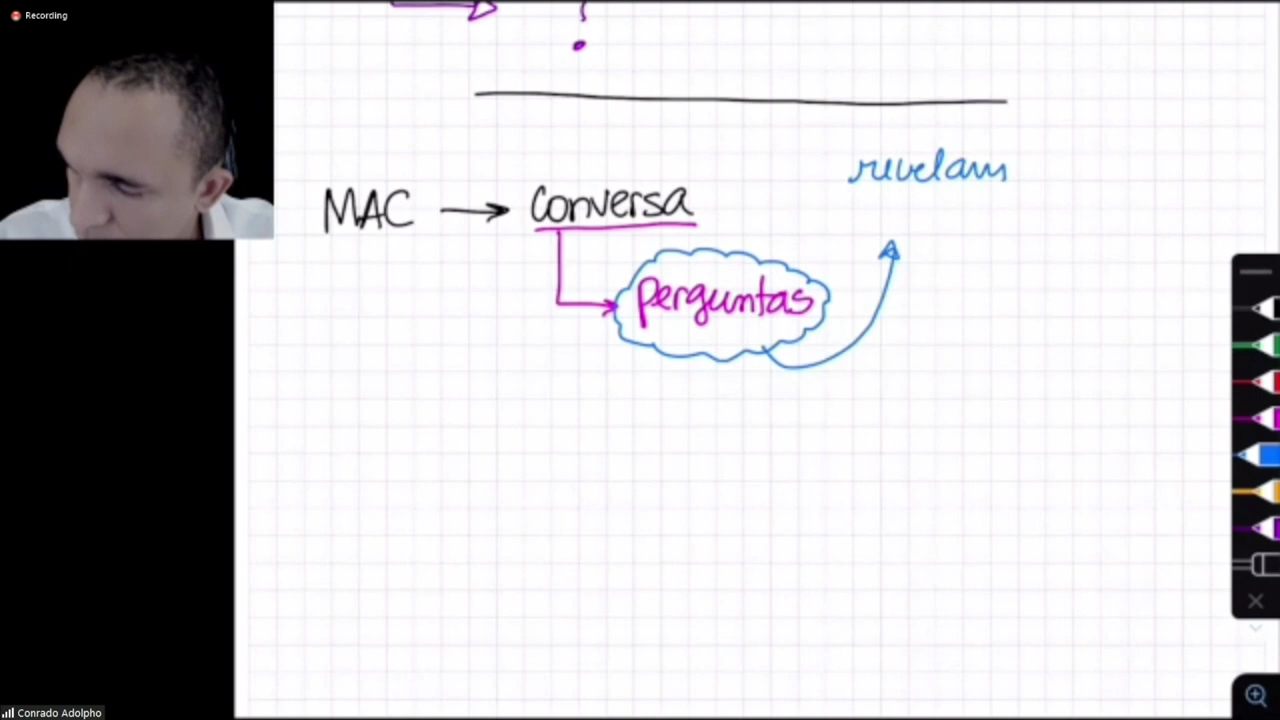 Recording
?
revelam
MAC → conversa
perguntas
Conrado Adolpho